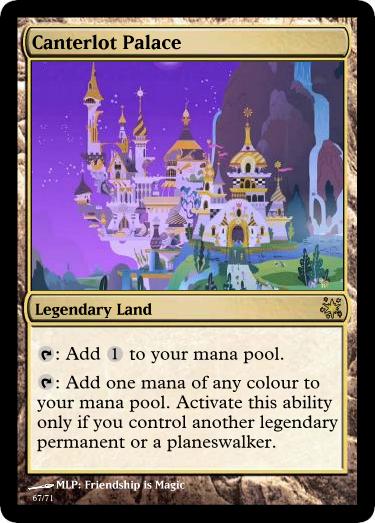 Canterlot Palace
Legendary Land
: Add 1 to your mana pool.
: Add one mana of any colour to
your mana pool. Activate this ability
only if you control another legendary
permanent or a planeswalker.
MLP: Friendship is Magic
67/71